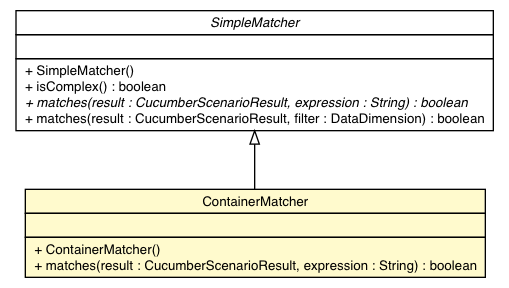 SimpleMatcher
+ SimpleMatcher()
+ isComplex() : boolean
+ matches(result : CucumberScenarioResult, expression : String) : boolean
+ matches(result : CucumberScenarioResult, filter : DataDimension) : boolean
ContainerMatcher
+ ContainerMatcher()
+ matches(result : CucumberScenarioResult, expression : String) : boolean